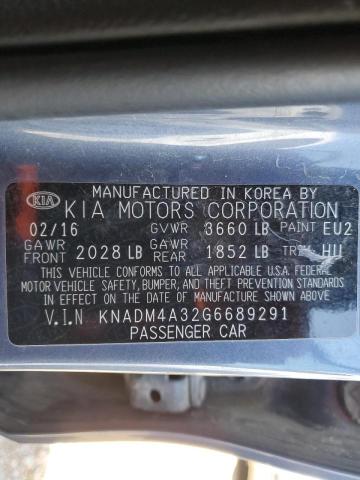 MANUFACTURED IN KOREA BY
KIA KIA MOTORS CORPORATION
02/16 GVWR 3660 LB PAINT EU2
GAWR FRONT 2028 LB GAWR REAR 1852 LB TRIM HU
THIS VEHICLE CONFORMS TO ALL APPLICABLE U.S.A. FEDERAL
MOTOR VEHICLE SAFETY, BUMPER, AND THEFT PREVENTION STANDARDS
IN EFFECT ON THE DATE OF MANUFACTURE SHOWN ABOVE.
V.I.N KNADM4A32G6689291
PASSENGER CAR